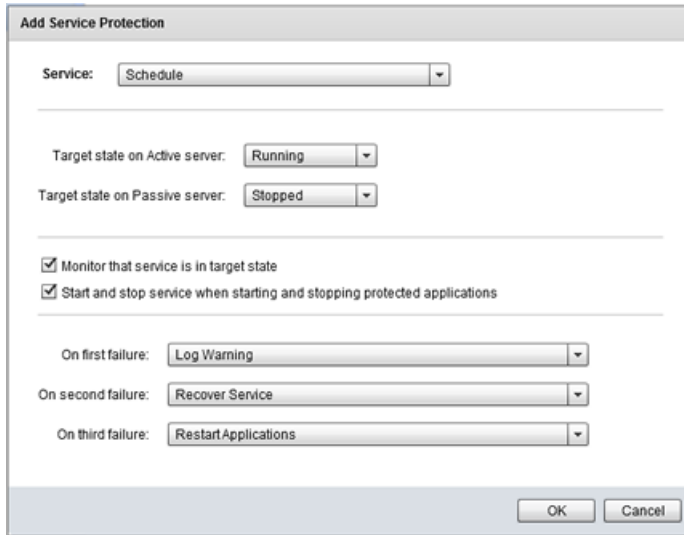 Add Service Protection
Service: Schedule
Target state on Active server: Running
Target state on Passive server: Stopped
Monitor that service is in target state
Start and stop service when starting and stopping protected applications
On first failure: Log Warning
On second failure: Recover Service
On third failure: Restart Applications
OK Cancel